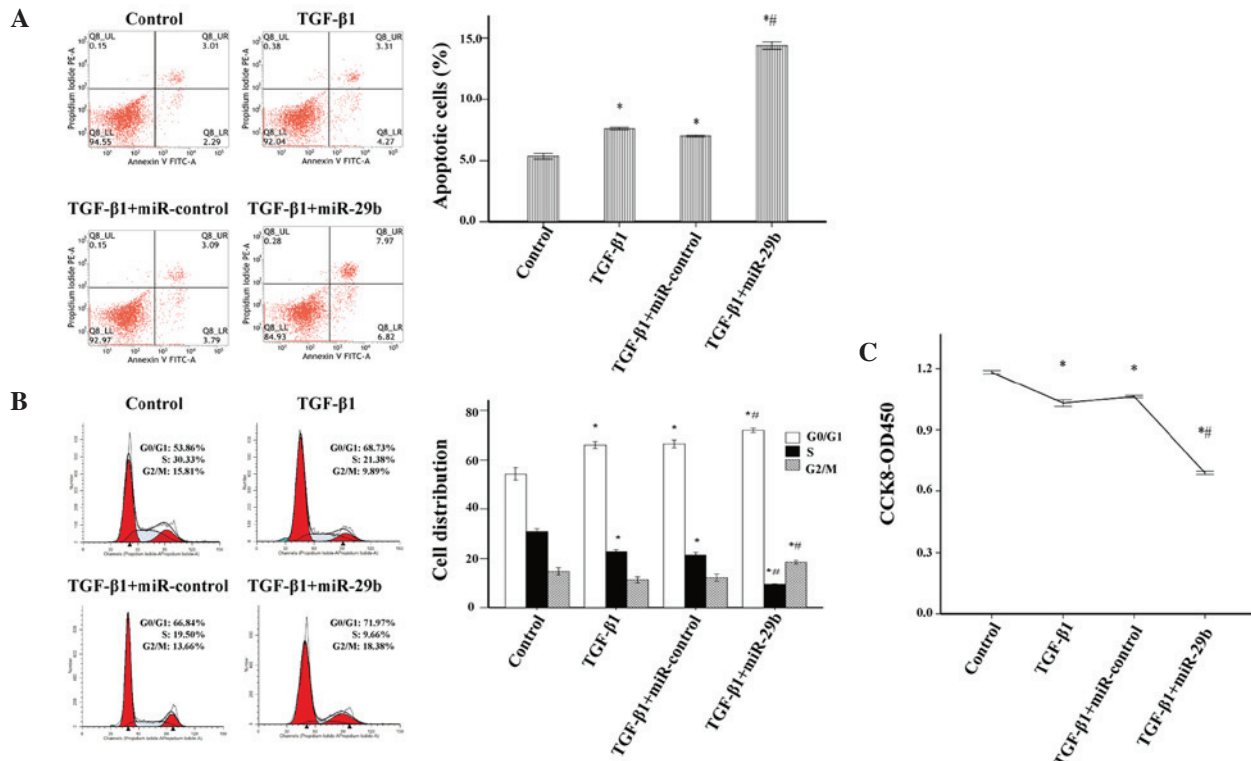 A
Control
TGF-β1
Q8_UL
0.15
Q8_UR
3.01
Q8_LL
94.55
Q8_LR
2.29
Propidium Iodide PE-A
Annexin V FITC-A
Q8_UL
0.38
Q8_UR
3.31
Q8_LL
92.04
Q8_LR
4.27
Propidium Iodide PE-A
Annexin V FITC-A
TGF-β1+miR-control
TGF-β1+miR-29b
Q8_UL
0.15
Q8_UR
3.09
Q8_LL
92.97
Q8_LR
3.79
Propidium Iodide PE-A
Annexin V FITC-A
Q8_UL
0.28
Q8_UR
7.97
Q8_LL
84.93
Q8_LR
6.82
Propidium Iodide PE-A
Annexin V FITC-A
Apoptotic cells (%)
15.0
10.0
5.0
0.0
*
*
*#
Control
TGF-β1
TGF-β1+miR-control
TGF-β1+miR-29b
B
Control
TGF-β1
G0/G1: 53.86%
S: 30.33%
G2/M: 15.81%
G0/G1: 68.73%
S: 21.38%
G2/M: 9.89%
TGF-β1+miR-control
TGF-β1+miR-29b
G0/G1: 66.84%
S: 19.50%
G2/M: 13.66%
G0/G1: 71.97%
S: 9.66%
G2/M: 18.38%
Cell distribution
80
60
40
20
0
*
*
*
*
*#
*#
*#
G0/G1
S
G2/M
Control
TGF-β1
TGF-β1+miR-control
TGF-β1+miR-29b
C
CCK8-OD450
1.2
0.9
0.6
0.3
0.0
*
*
*#
Control
TGF-β1
TGF-β1+miR-control
TGF-β1+miR-29b